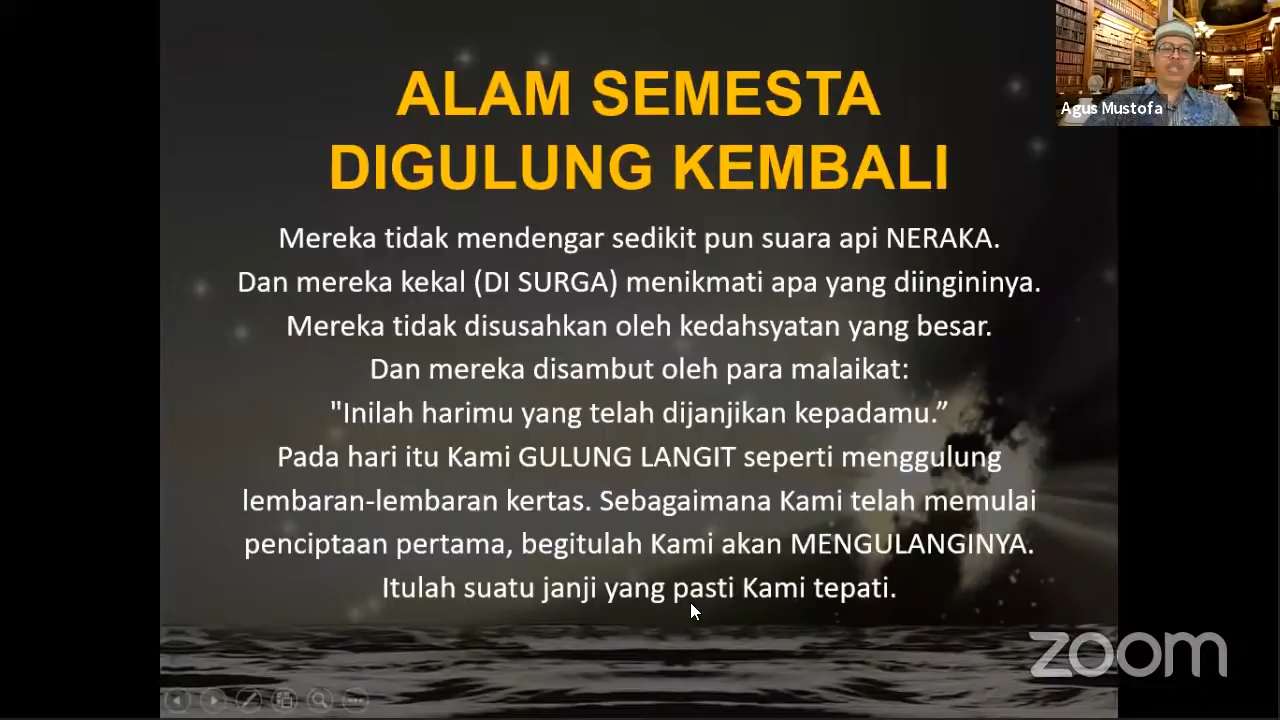 ALAM SEMESTA
DIGULUNG KEMBALI
Agus Mustofa
Mereka tidak mendengar sedikit pun suara api NERAKA.
Dan mereka kekal (DI SURGA) menikmati apa yang diingininya.
Mereka tidak disusahkan oleh kedahsyatan yang besar.
Dan mereka disambut oleh para malaikat:
"Inilah harimu yang telah dijanjikan kepadamu.”
Pada hari itu Kami GULUNG LANGIT seperti menggulung
lembaran-lembaran kertas. Sebagaimana Kami telah memulai
penciptaan pertama, begitulah Kami akan MENGULANGINYA.
Itulah suatu janji yang pasti Kami tepati.
zoom